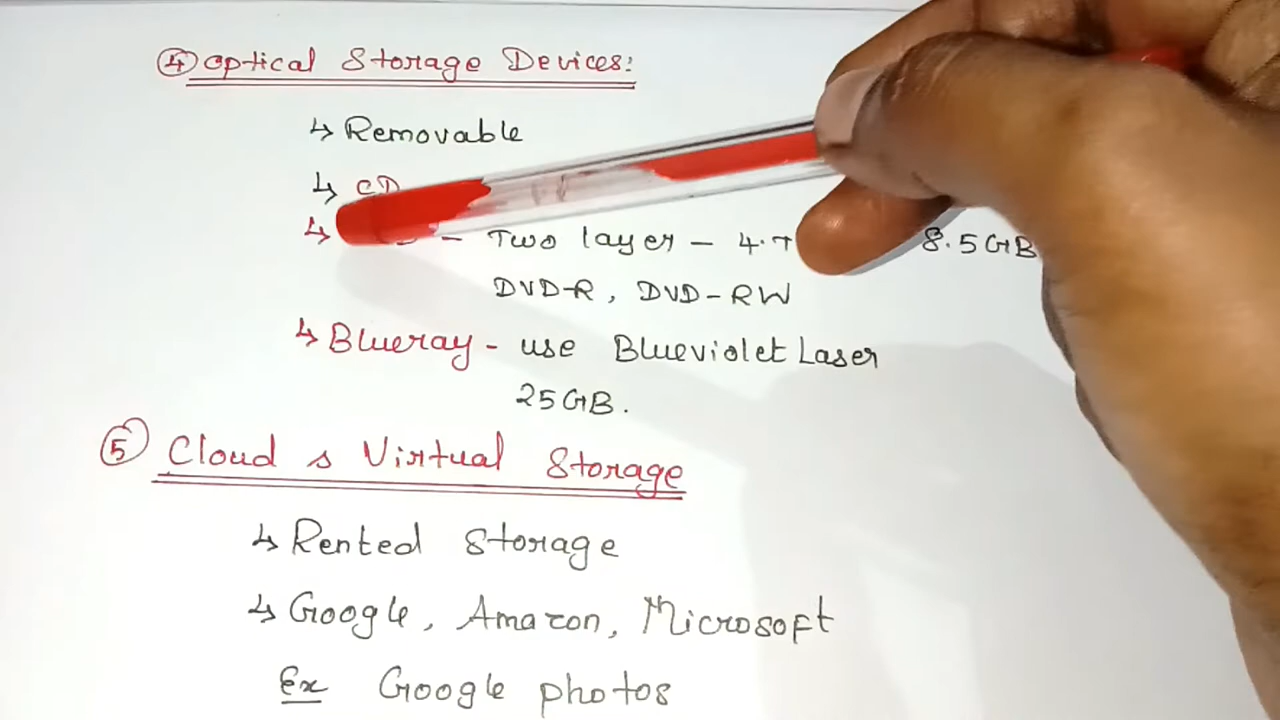 ④ Optical Storage Devices:
↳ Removable
↳ CD
↳ - Two layer - 4.7 8.5GB
DVD-R, DVD-RW
↳ Blueray - use Blueviolet Laser
25GB.
⑤ Cloud & Virtual Storage
↳ Rented Storage
↳ Google, Amazon, Microsoft
Ex Google photos